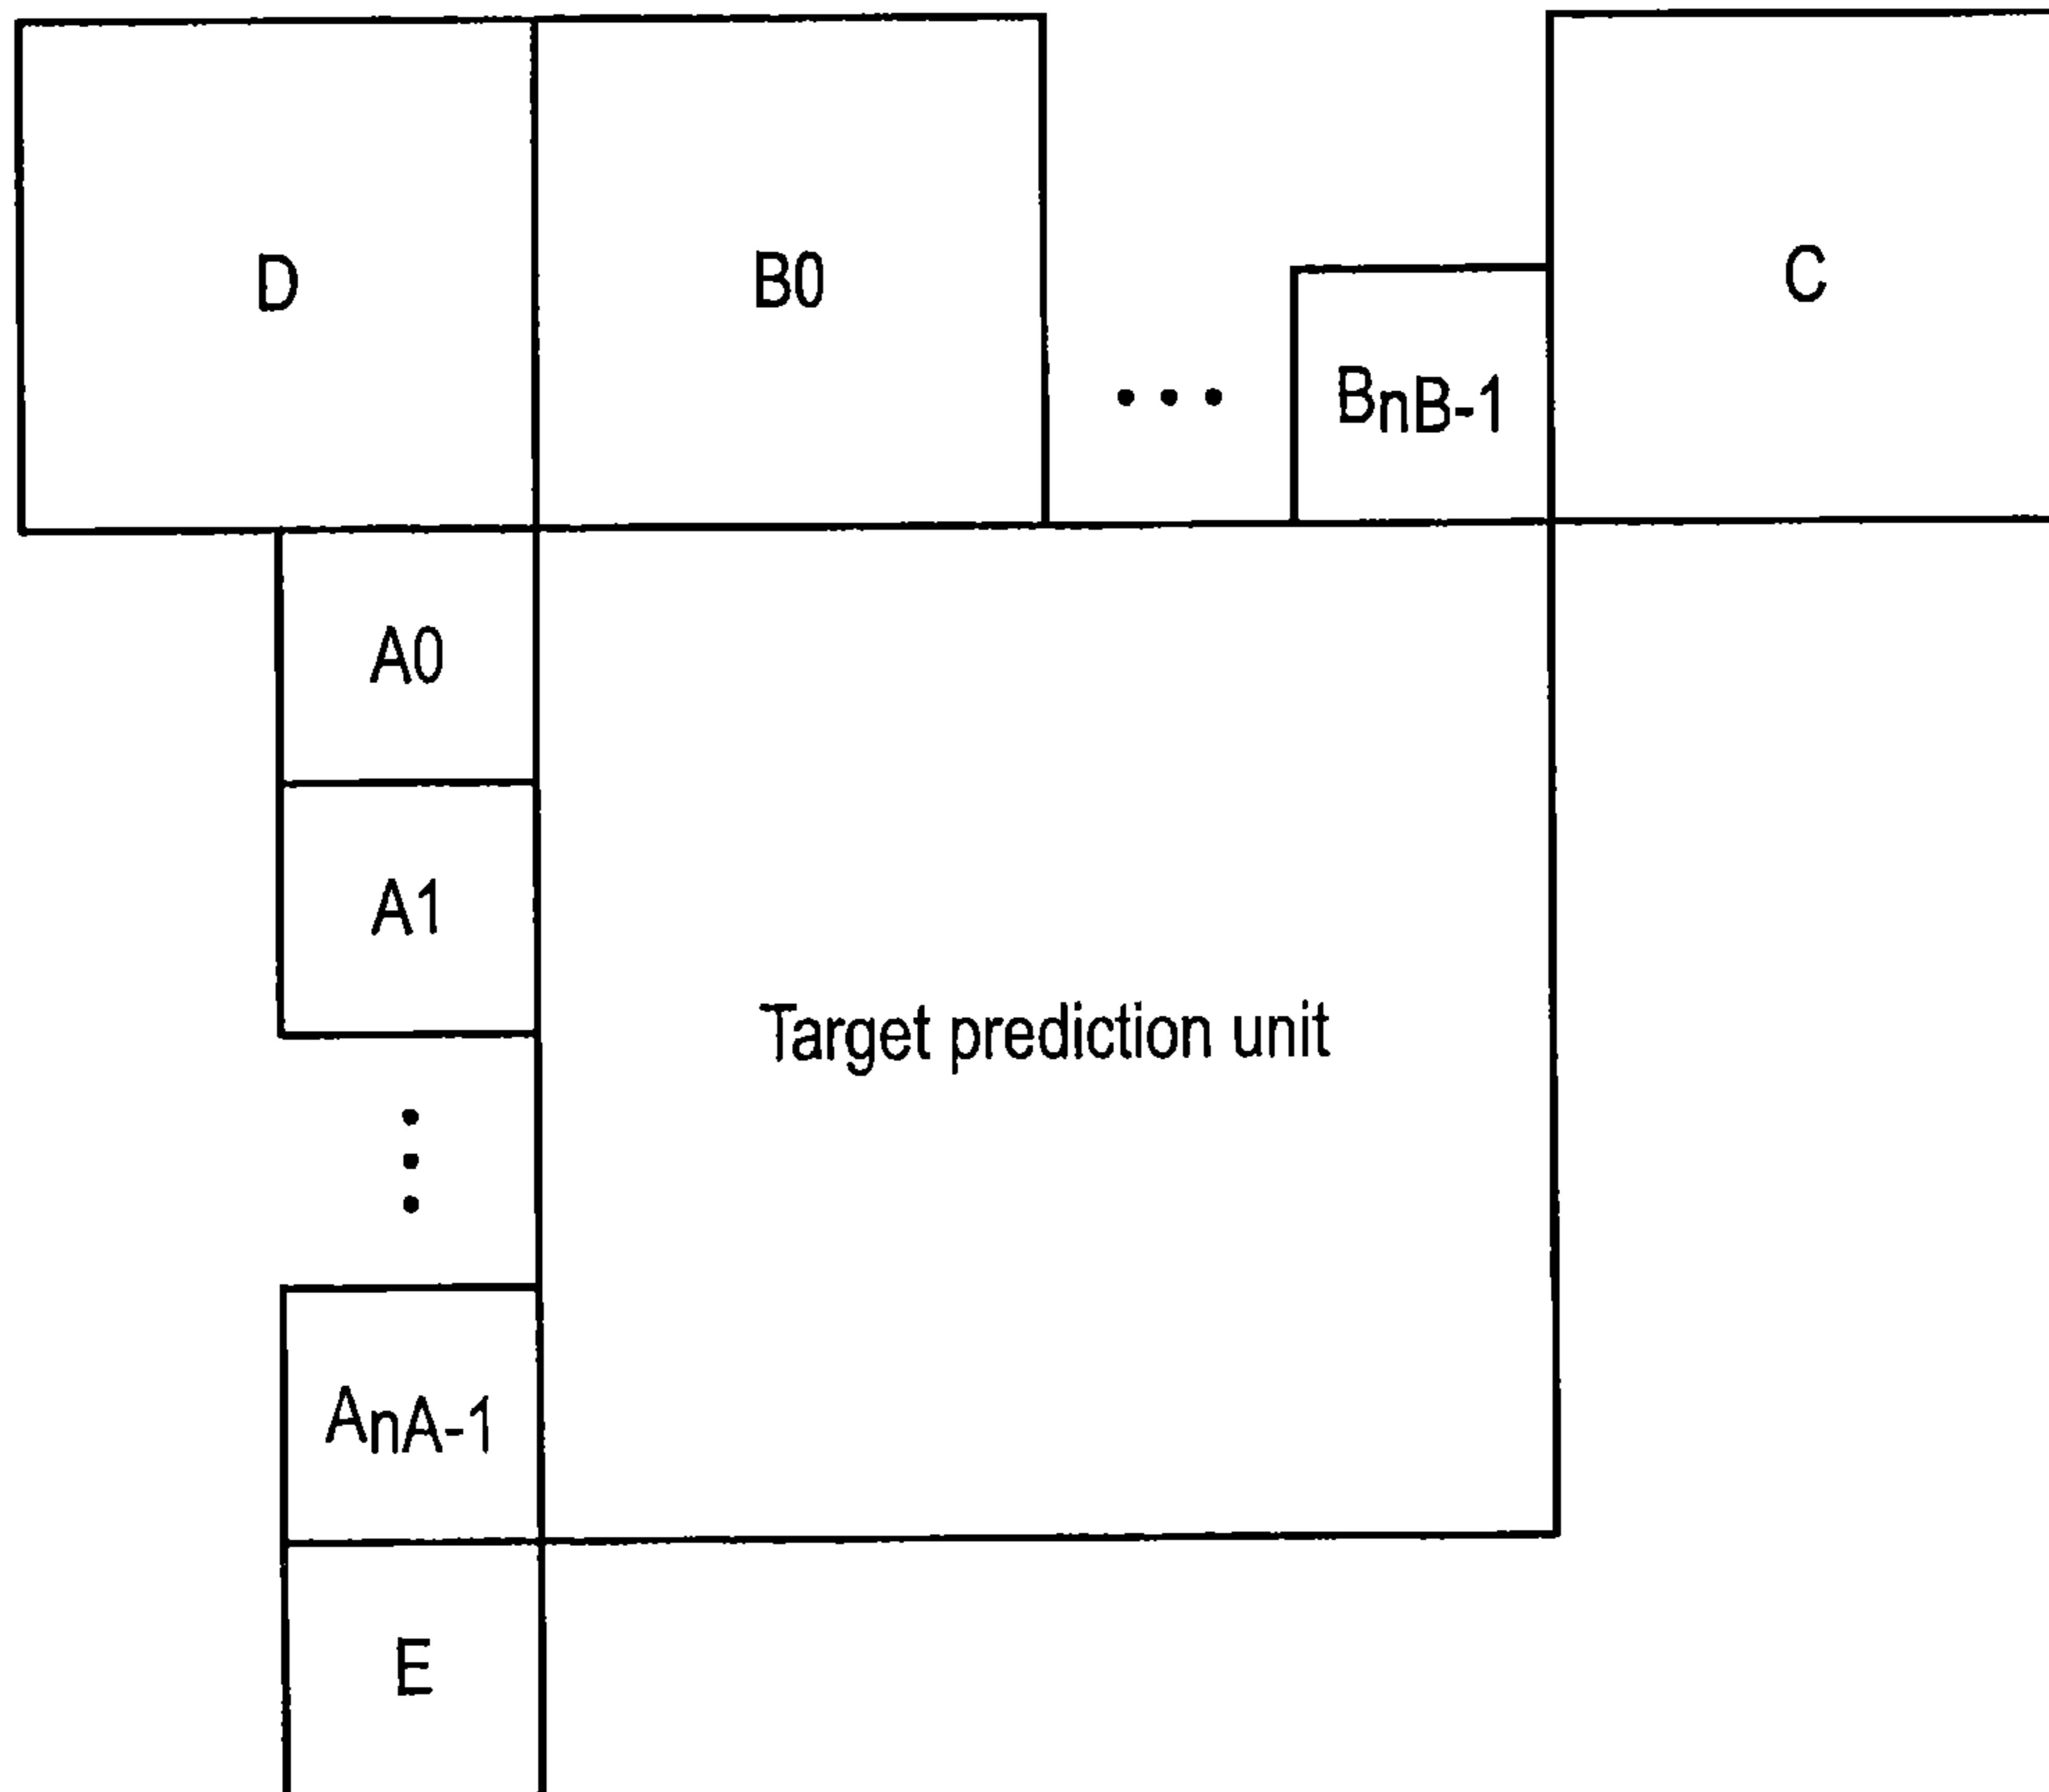 D
B0
C
BnB-1
A0
A1
Target prediction unit
AnA-1
E